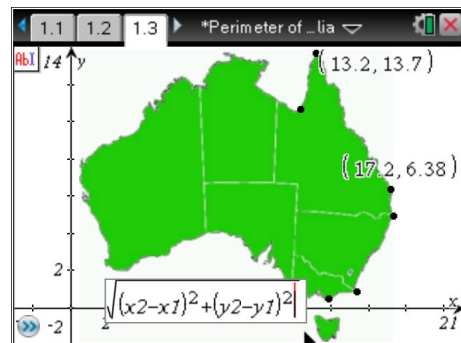 1.1 1.2 1.3 *Perimeter of ...lia
AbI 14 y
(13.2, 13.7)
(17.2, 6.38)
2
√(x2-x1)²+(y2-y1)²
x
-2 2 21